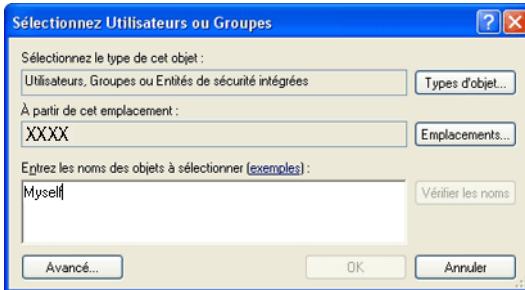 Sélectionnez Utilisateurs ou Groupes
Sélectionnez le type de cet objet :
Utilisateurs, Groupes ou Entités de sécurité intégrées
Types d'objet...
À partir de cet emplacement :
XXXX
Emplacements...
Entrez les noms des objets à sélectionner (exemples) :
Myself
Vérifier les noms
Avancé...
OK
Annuler